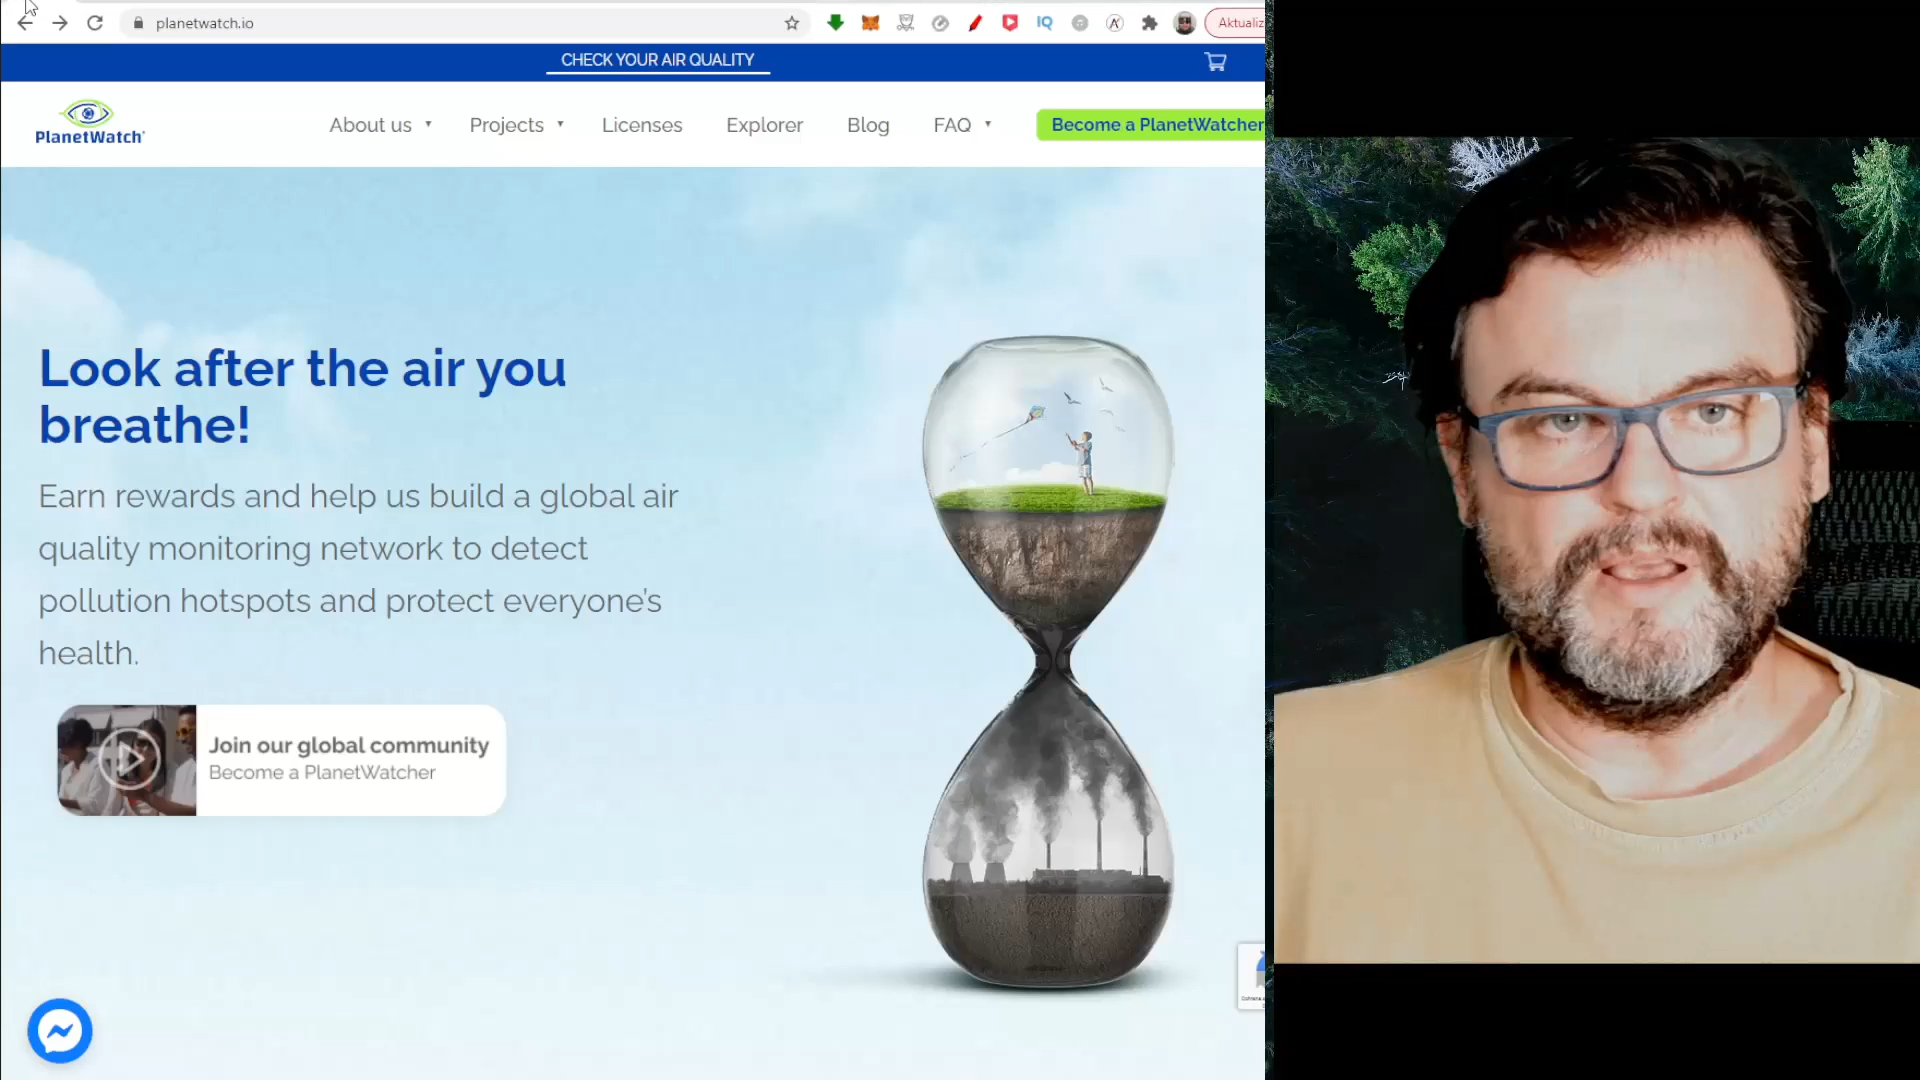 planetwatch.io
IQ
Aktualiz
CHECK YOUR AIR QUALITY
PlanetWatch
About us
Projects
Licenses
Explorer
Blog
FAQ
Become a PlanetWatcher
Look after the air you
breathe!
Earn rewards and help us build a global air
quality monitoring network to detect
pollution hotspots and protect everyone's
health.
Join our global community
Become a PlanetWatcher